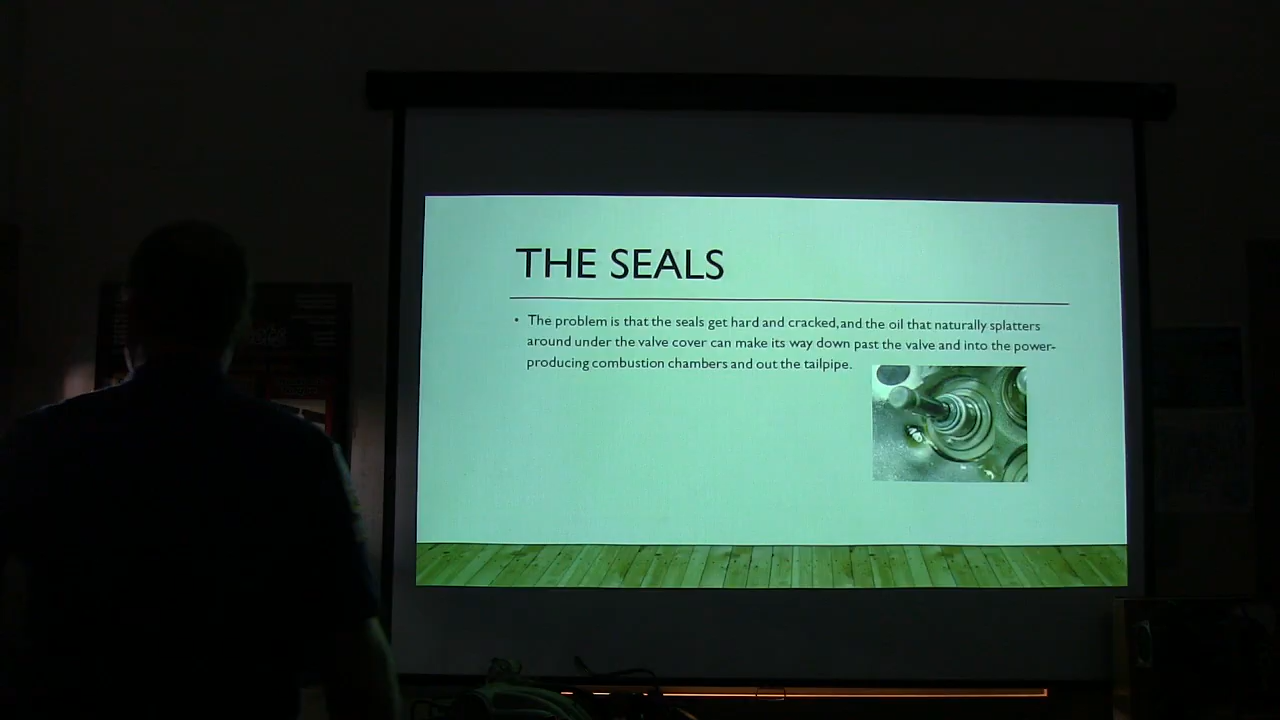 THE SEALS
• The problem is that the seals get hard and cracked, and the oil that naturally splatters
around under the valve cover can make its way down past the valve and into the power-
producing combustion chambers and out the tailpipe.